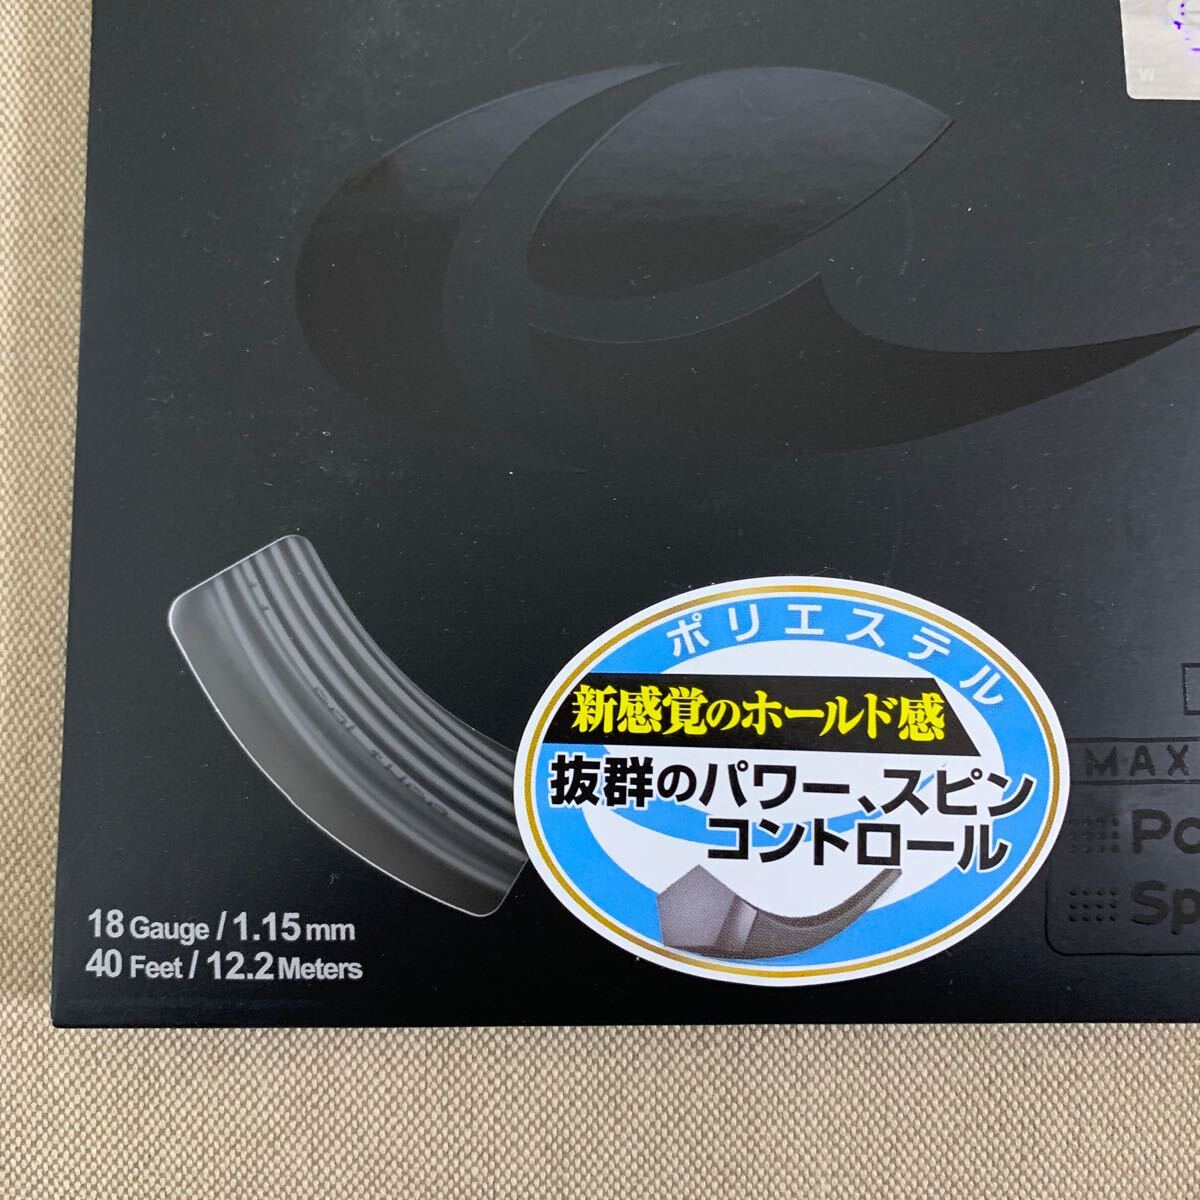 W
ポリエステル
新感覚のホールド感
抜群のパワー、スピン
コントロール
MAX
18 Gauge / 1.15 mm
40 Feet / 12.2 Meters